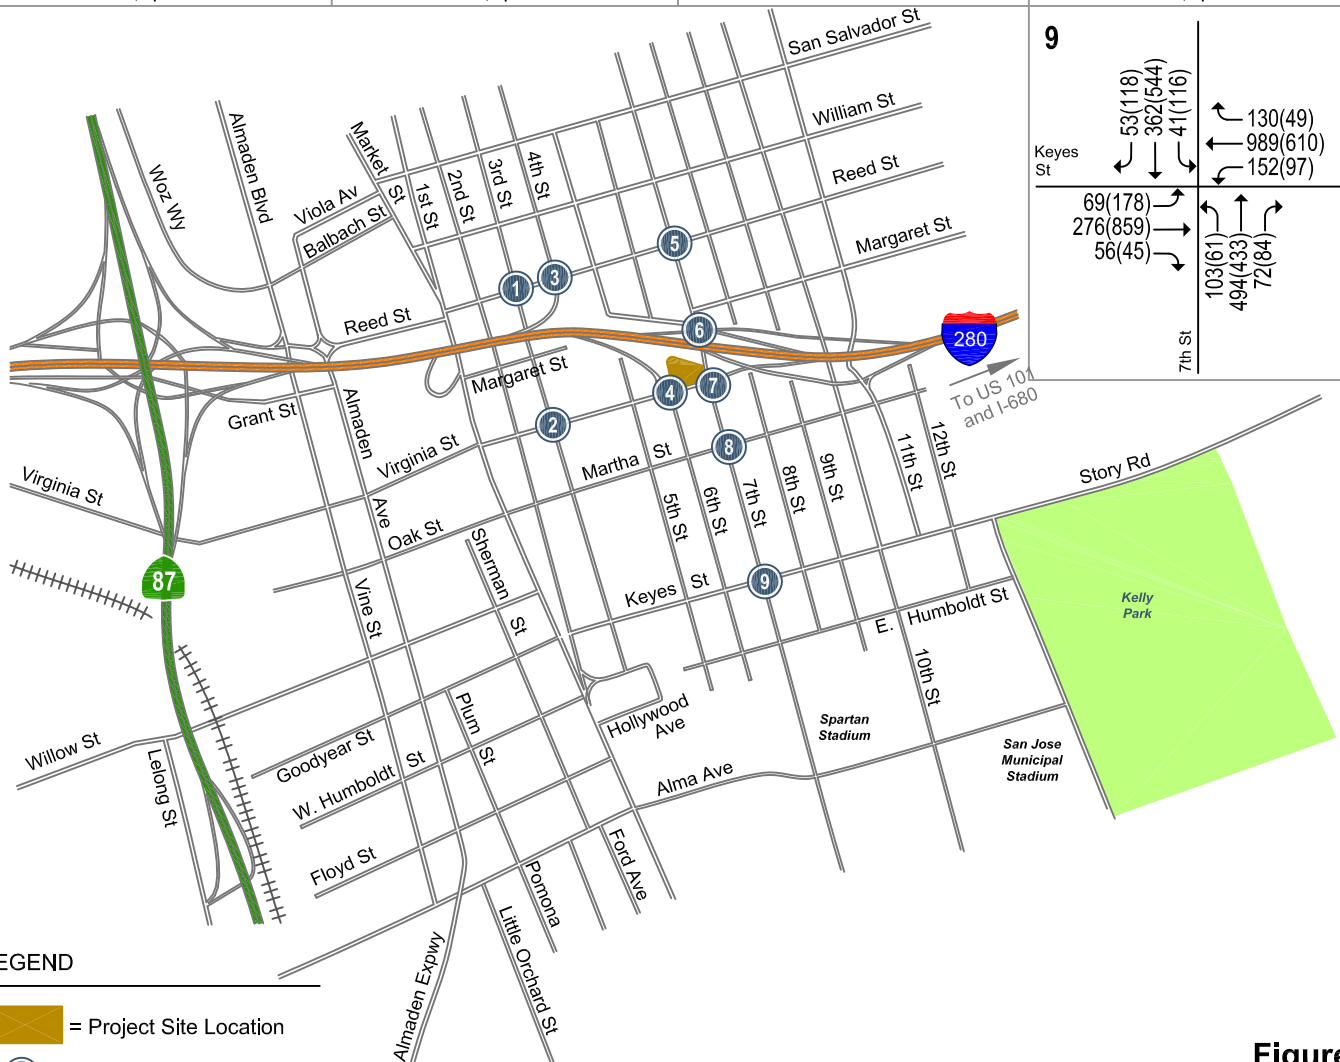 San Salvador St
William St
Reed St
Margaret St
Almaden Blvd
Woz Wy
Market St
1st St
2nd St
3rd St
4th St
Viola Av
Balbach St
9
53(118)
362(544)
41(116)
130(49)
989(610)
152(97)
Keyes
St
69(178)
276(859)
56(45)
103(61)
494(433)
72(84)
7th St
5
3
1
6
Reed St
280
To US 101
and I-680
Margaret St
4
7
2
8
Grant St
Almaden Ave
Virginia St
Martha St
Virginia St
Oak St
Sherman St
5th St
6th St
7th St
8th St
9th St
11th St
12th St
Story Rd
87
Vine St
Keyes St
9
E. Humboldt St
Kelly
Park
10th St
Willow St
Lelong St
Goodyear St
W. Humboldt St
Plum St
Hollywood
Ave
Spartan
Stadium
San Jose
Municipal
Stadium
Alma Ave
Floyd St
Ford Ave
Pomona
Little Orchard St
Almaden Expwy
EGEND
= Project Site Location
Figure